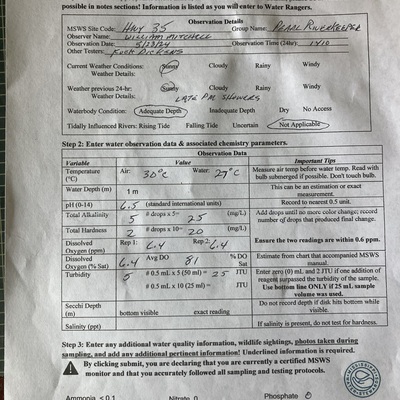 possible in notes sections! Information is listed as you will enter to Water Rangers.
Observation Details
MSWS Site Code: HWY 35 Group Name: PEARL RIVERKEEPER
Observer Name: WILLIAM MITCHELL
Observation Date: 5/23/24 Observation Time (24hr): 1410
Other Testers: DICKENS
Current Weather Conditions: Sunny Cloudy Rainy Windy
Weather Details:
Weather previous 24-hr: Sunny Cloudy Rainy Windy
Weather Details: LATE PM SHOWERS
Waterbody Condition: Adequate Depth Inadequate Depth Dry No Access
Tidally Influenced Rivers: Rising Tide Falling Tide Uncertain Not Applicable
Step 2: Enter water observation data & associated chemistry parameters.
Observation Data
Variable Value Important Tips
Temperature (°C) Air: 30°C Water: 27°C Measure air temp before water temp. Read with bulb submerged if possible. Don't touch bulb.
Water Depth (m) 1 m This can be an estimation or exact measurement.
pH (0-14) 6.5 (standard international units) Record to nearest 0.5 unit.
Total Alkalinity 5 # drops x 5= 25 (mg/L) Add drops until no more color change; record number of drops that produced final change.
Total Hardness 2 # drops x 10= 20 (mg/L)
Dissolved Oxygen (ppm) Rep 1: 6.4 Rep 2: 6.4 Ensure the two readings are within 0.6 ppm.
Dissolved Oxygen (% Sat) 6.4 Avg DO 81 % DO Sat Estimate from chart that accompanied MSWS manual.
Turbidity 5 # 0.5 mL x 5 (50 ml) = 25 JTU Enter zero (0) mL and 2 JTU if one addition of reagent surpassed the turbidity of the sample.
# 0.5 mL x 10 (25 ml) = JTU Use bottom line ONLY if 25 mL sample volume was used.
Secchi Depth (m) bottom visible exact reading Do not record depth if disk hits bottom while visible.
Salinity (ppt) If salinity is present, do not test for hardness.
Step 3: Enter any additional water quality information, wildlife sightings, photos taken during sampling, and add any additional pertinent information! Underlined information is required.
By clicking submit, you are declaring that you are currently a certified MSWS monitor and that you accurately followed all sampling and testing protocols.
Ammonia < 0.1 Nitrate 0 Phosphate 0